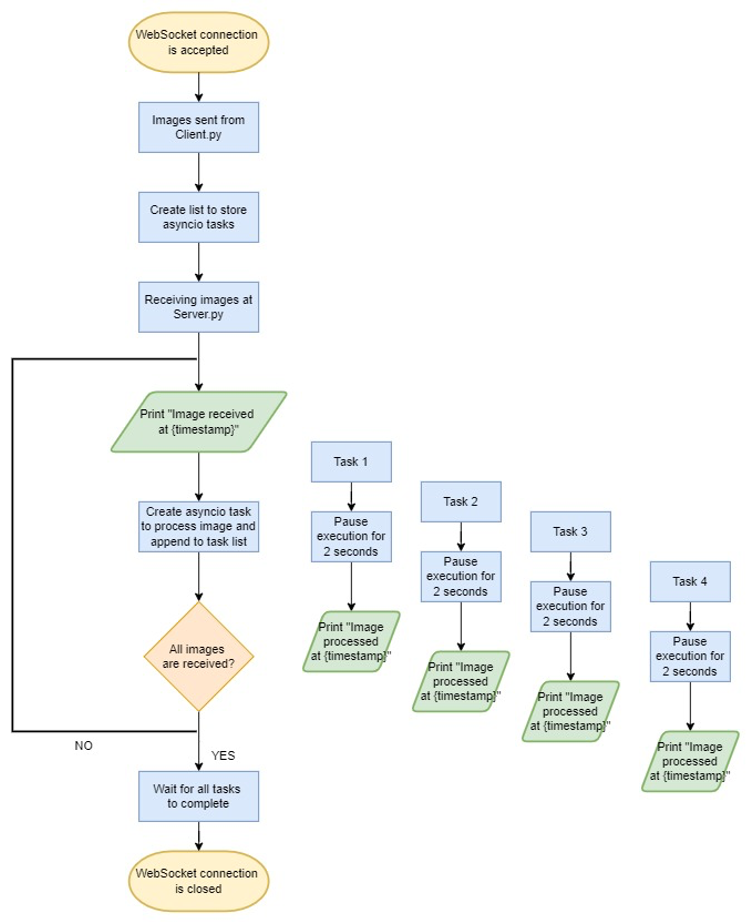 WebSocket connection
is accepted
Images sent from
Client.py
Create list to store
asyncio tasks
Receiving images at
Server.py
Print "Image received
at {timestamp}"
Create asyncio task
to process image and
append to task list
All images
are received?
NO
YES
Wait for all tasks
to complete
WebSocket connection
is closed
Task 1
Pause
execution for
2 seconds
Print "Image
processed
at {timestamp}"
Task 2
Pause
execution for
2 seconds
Print "Image
processed
at {timestamp}"
Task 3
Pause
execution for
2 seconds
Print "Image
processed
at {timestamp}"
Task 4
Pause
execution for
2 seconds
Print "Image
processed
at {timestamp}"